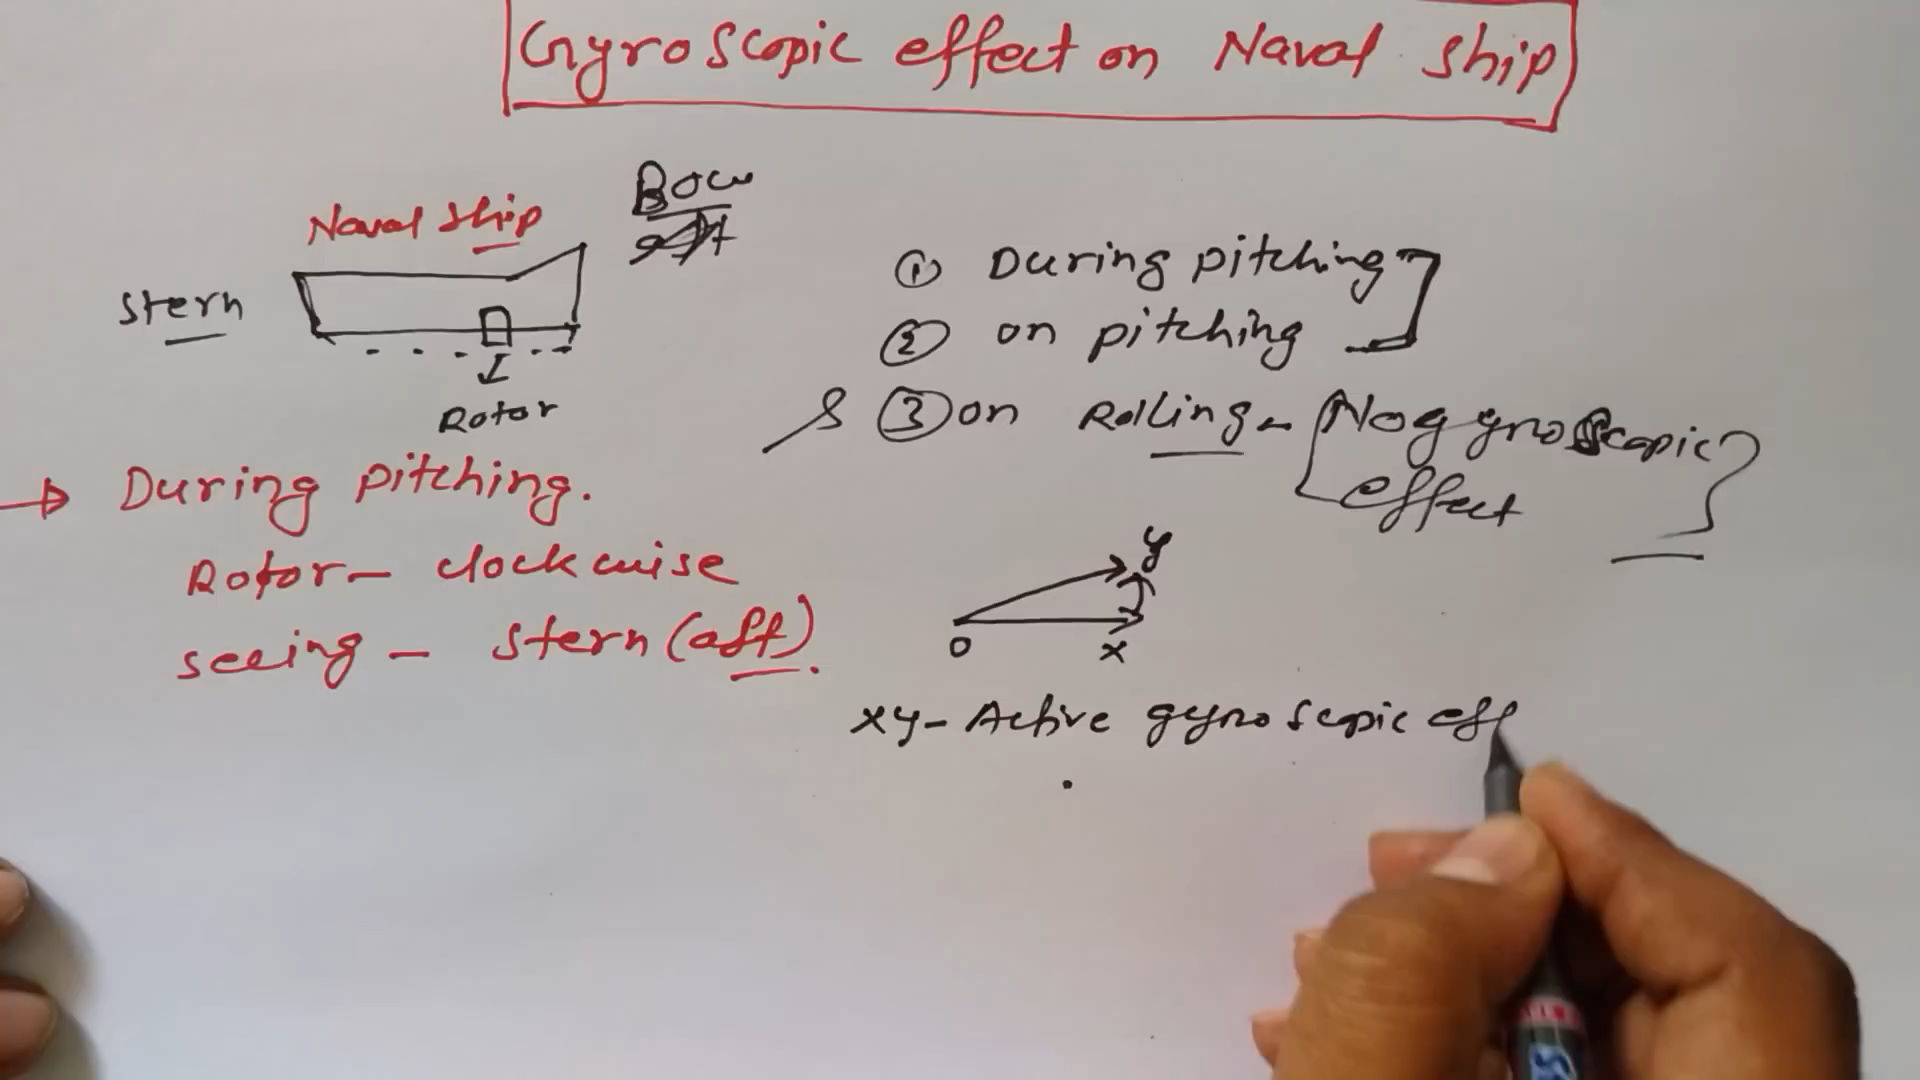 Gyroscopic effect on Naval ship
Naval ship
Bow
Stern
Rotor
① During pitching
② on pitching
& ③ on Rolling - No gyroscopic
effect
→ During pitching.
Rotor - clockwise
seeing - stern (aft).
y
o
x
xy - Active gyroscopic eff